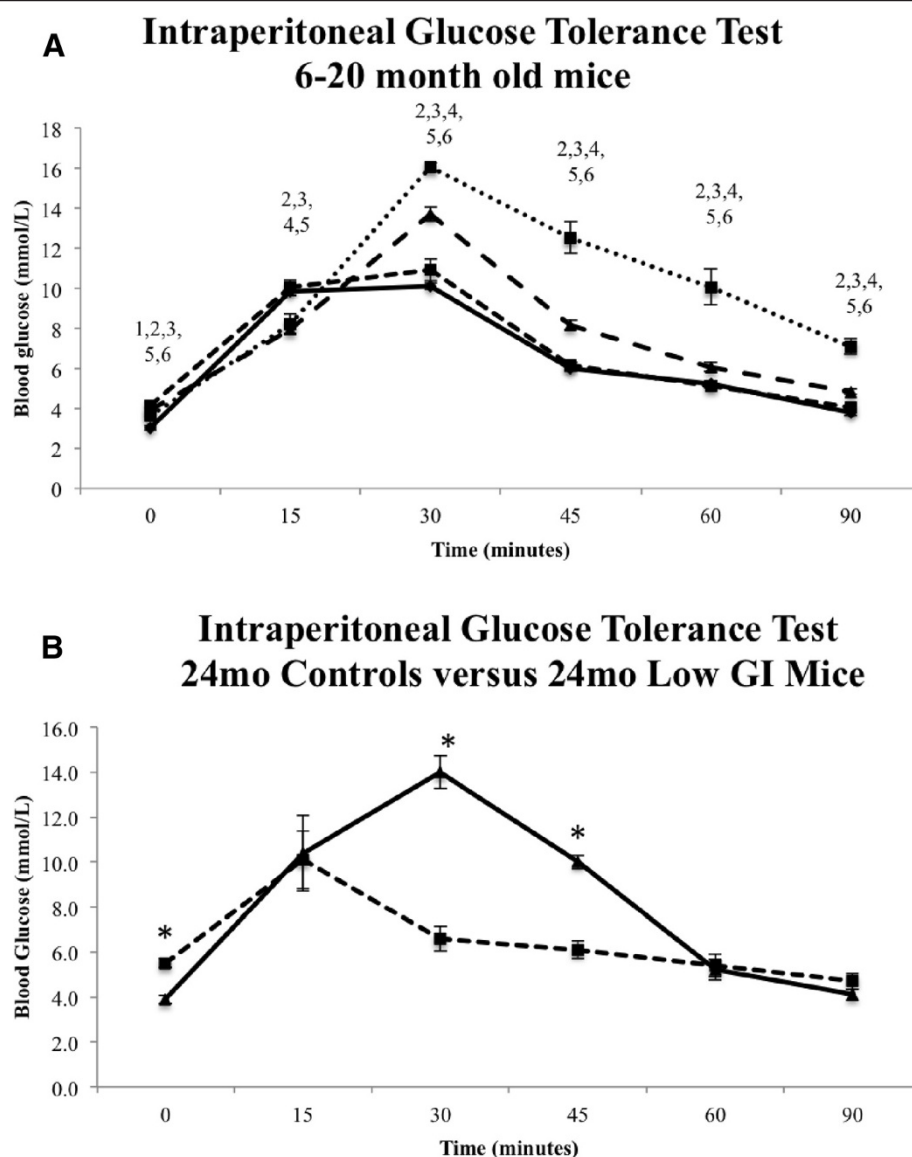 A
Intraperitoneal Glucose Tolerance Test
6-20 month old mice
Blood glucose (mmol/L)
18
16
14
12
10
8
6
4
2
0
1,2,3,
5,6
2,3,
4,5
2,3,4,
5,6
2,3,4,
5,6
2,3,4,
5,6
2,3,4,
5,6
0 15 30 45 60 90
Time (minutes)
B
Intraperitoneal Glucose Tolerance Test
24mo Controls versus 24mo Low GI Mice
Blood Glucose (mmol/L)
16.0
14.0
12.0
10.0
8.0
6.0
4.0
2.0
0.0
*
*
*
0 15 30 45 60 90
Time (minutes)